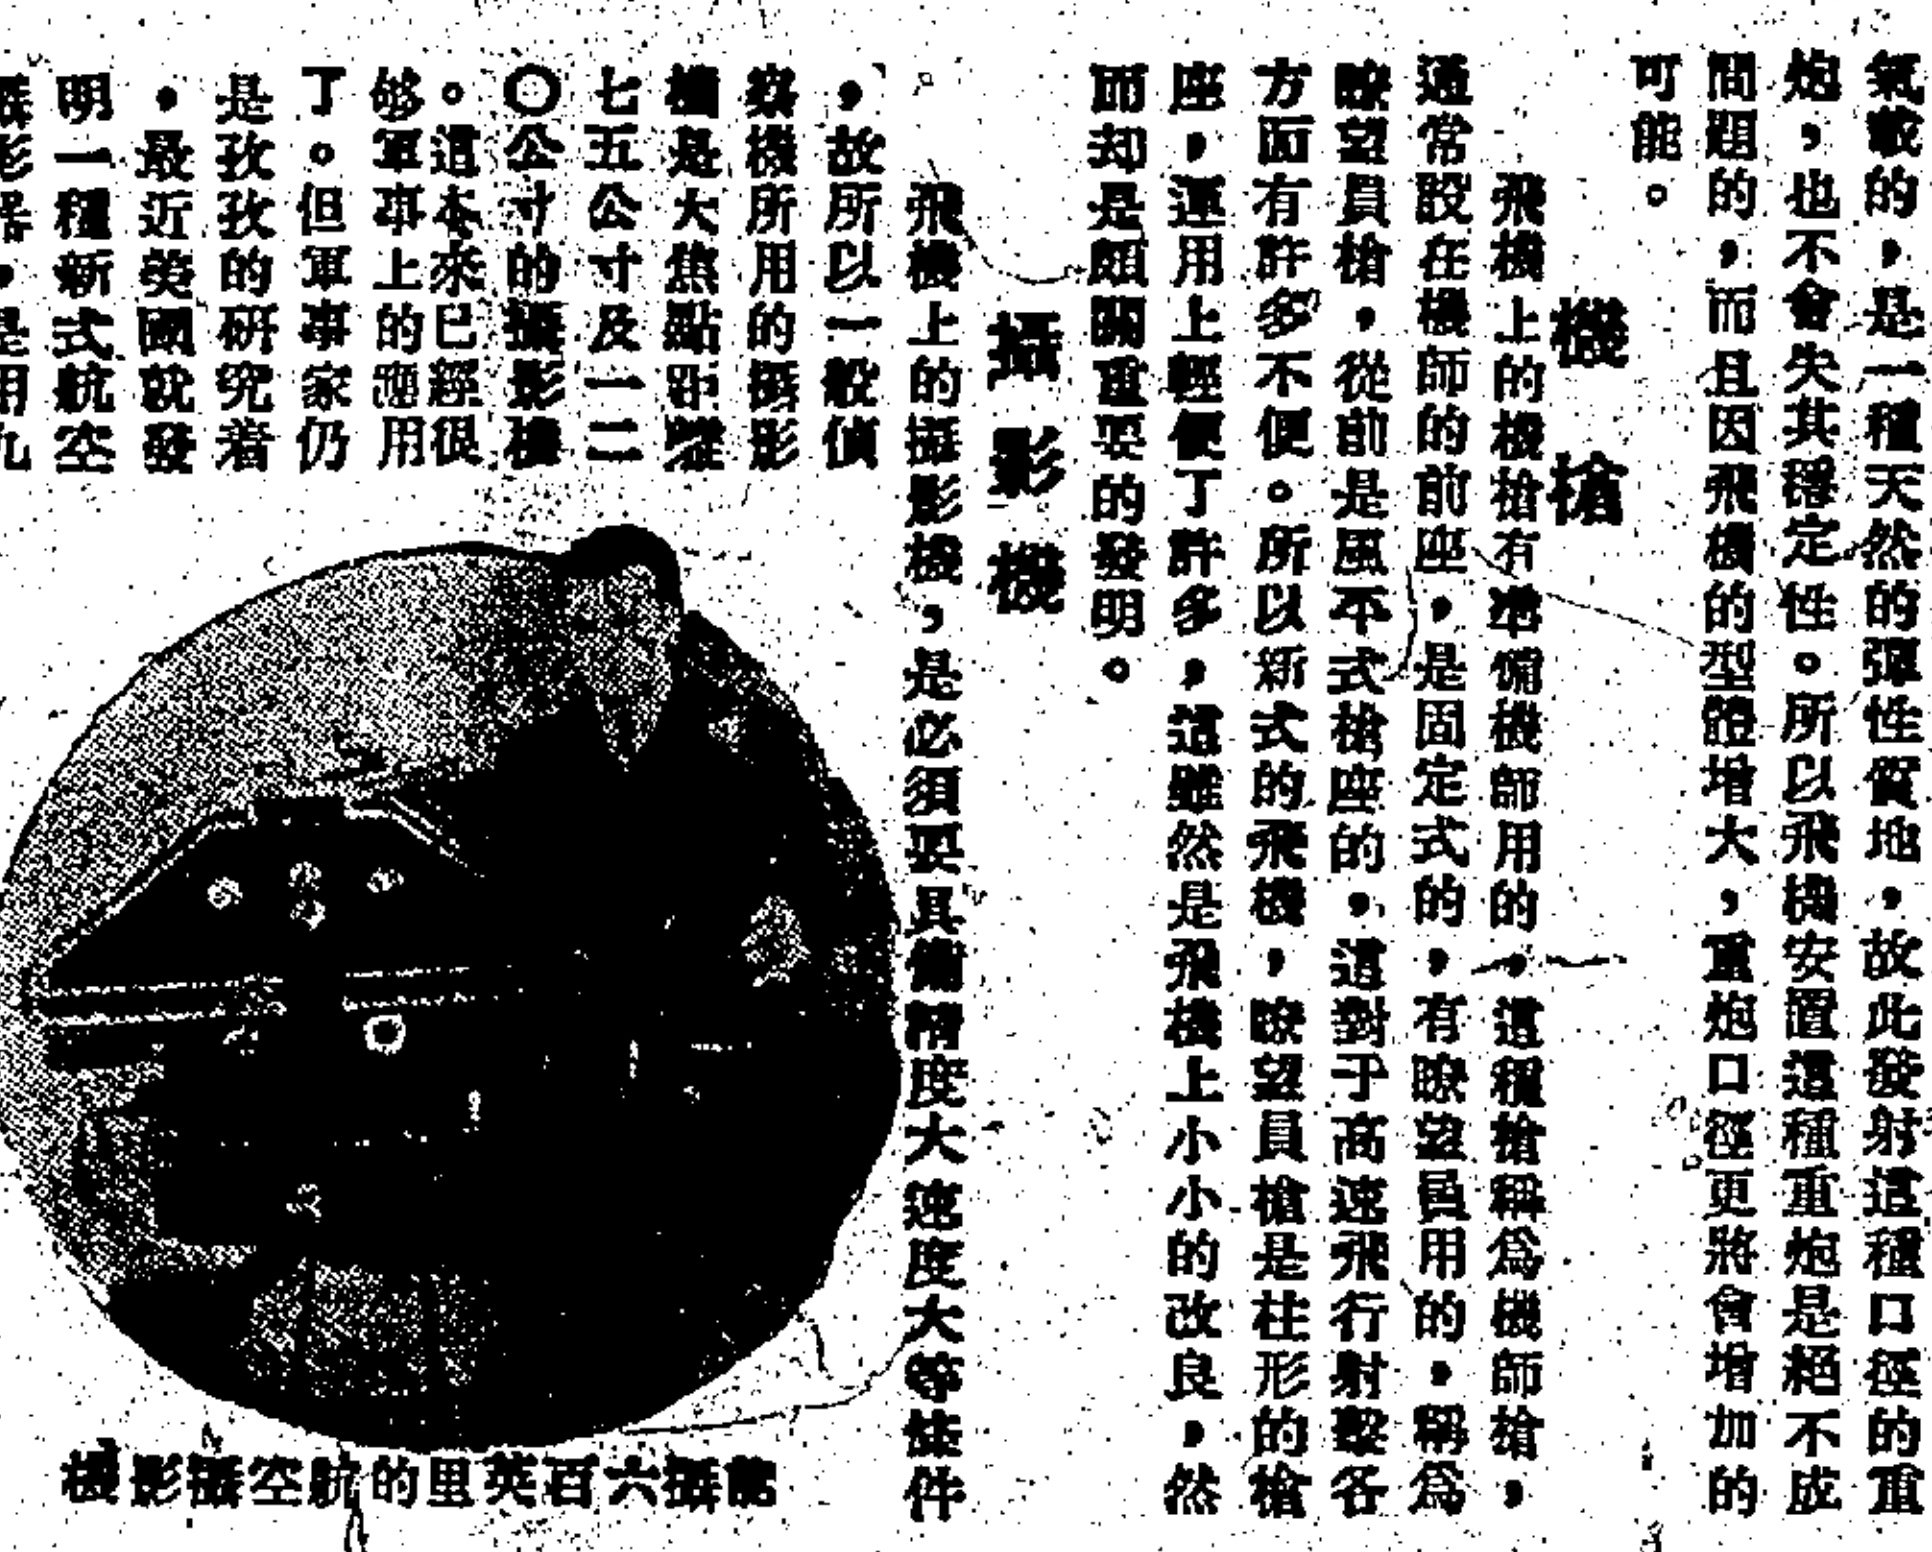 氣載的，是一種天然的彈性質地，故此發射這種口徑的重
炮，也不會失其穩定性。所以飛機安置這種重炮是絕不成
問題的，而且因飛機的型體增大，重炮口徑更將會增加的
可能。
機槍
飛機上的機槍有準備機師用的，這種槍稱爲機師槍，
通常設在機師的前座，是固定式的，有瞭望員用的，稱爲
瞭望員槍，從前是風不式槍座的，這對于高速飛行射擊各
方面有許多不便。所以新式的飛機，瞭望員槍是柱形的槍
座，運用上輕便了許多，這雖然是飛機上小小的改良，然
而却是頗關重要的發明。
攝影機
飛機上的攝影機，是必須要具備精度大速度大等條件
，故所以一般偵
察機所用的攝影
機是大焦點距離
七五公寸及一二
〇公寸的攝影機
。這本來已經很
够軍事上的應用
了。但軍事家仍
是孜孜的研究着
，最近美國就發
明一種新式航空
攝影器，是用九
能攝六百英里的航空攝影機